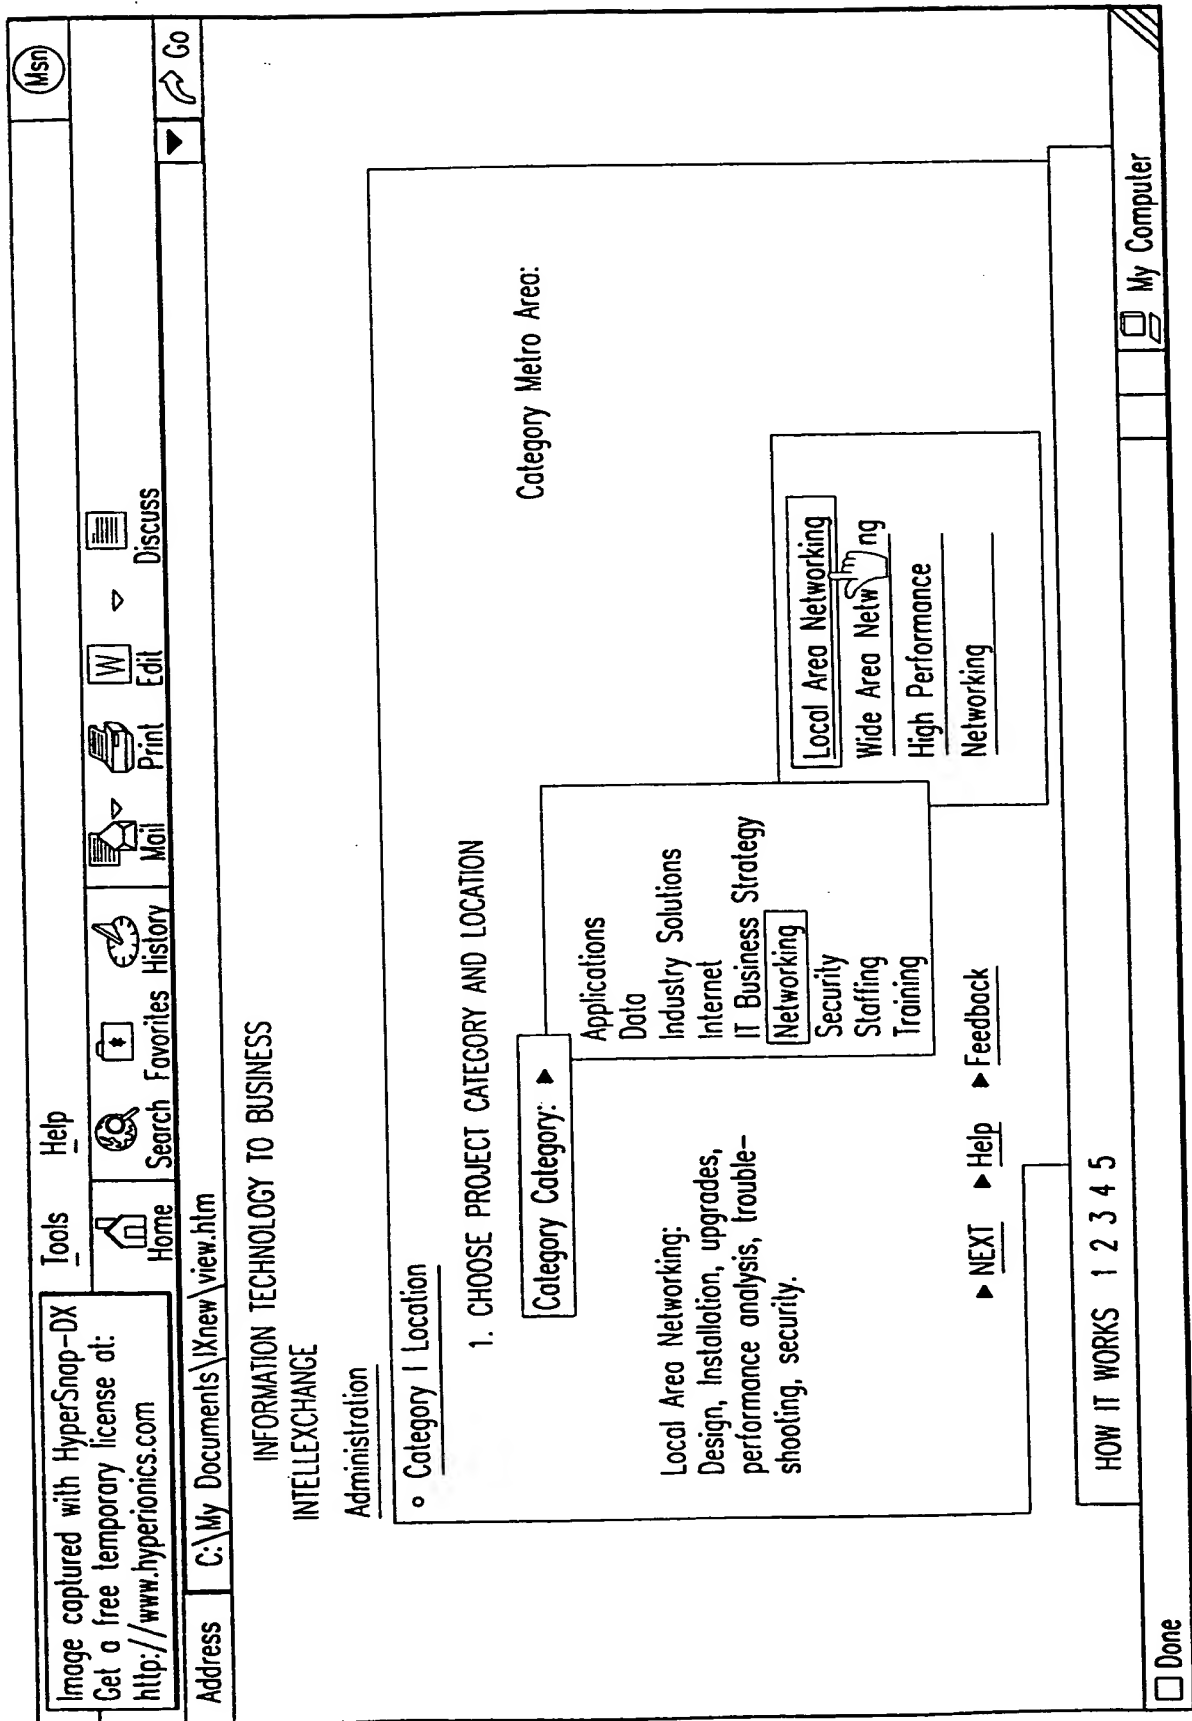 Image captured with HyperSnap-DX
Get a free temporary license at:
http://www.hyperionics.com
Tools Help
Msn
Home Search Favorites History Mail Print Edit Discuss
W
Address C:\My Documents\IXnew\view.htm Go
INFORMATION TECHNOLOGY TO BUSINESS
INTELLEXCHANGE
Administration
Category | Location
1. CHOOSE PROJECT CATEGORY AND LOCATION
Category Category:
Category Metro Area:
Applications
Data
Industry Solutions
Internet
IT Business Strategy
Networking
Security
Staffing
Training
Local Area Networking
Wide Area Netw ng
High Performance
Networking
Local Area Networking:
Design, Installation, upgrades,
performance analysis, trouble-
shooting, security.
NEXT Help Feedback
HOW IT WORKS 1 2 3 4 5
Done My Computer